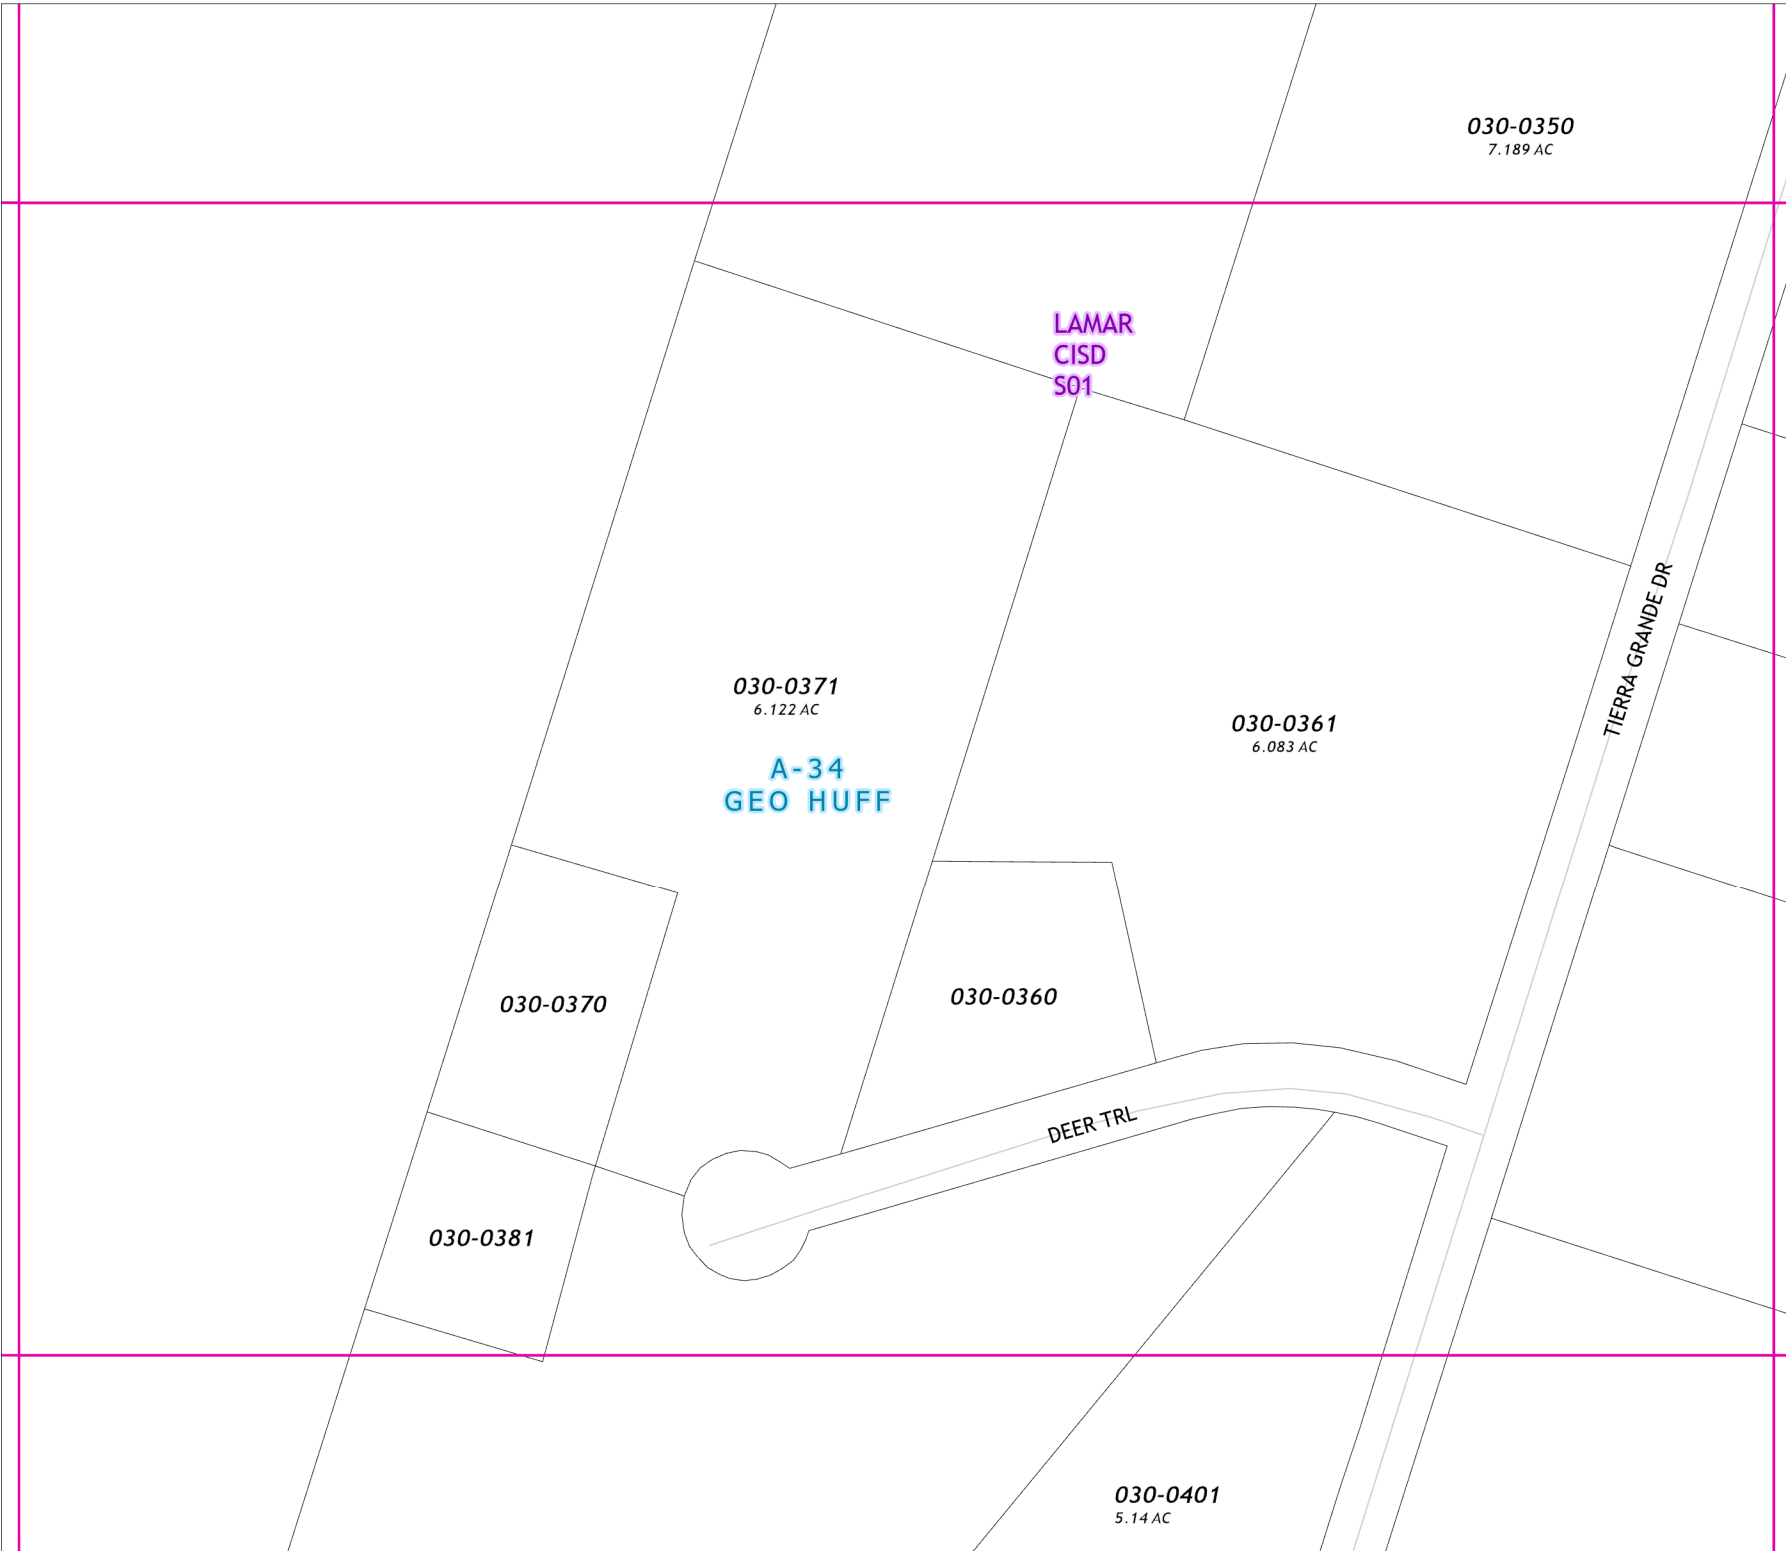 030-0350
7.189 AC
LAMAR
CISD
S01
TIERRA GRANDE DR
030-0371
6.122 AC
030-0361
6.083 AC
A-34
GEO HUFF
030-0370
030-0360
DEER TRL
030-0381
030-0401
5.14 AC